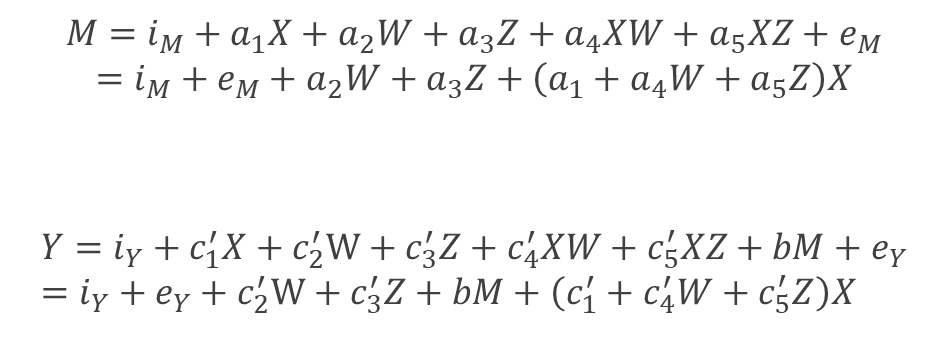 M = i_M + a_1X + a_2W + a_3Z + a_4XW + a_5XZ + e_M
= i_M + e_M + a_2W + a_3Z + (a_1 + a_4W + a_5Z)X
Y = i_Y + c′_1X + c′_2W + c′_3Z + c′_4XW + c′_5XZ + bM + e_Y
= i_Y + e_Y + c′_2W + c′_3Z + bM + (c′_1 + c′_4W + c′_5Z)X